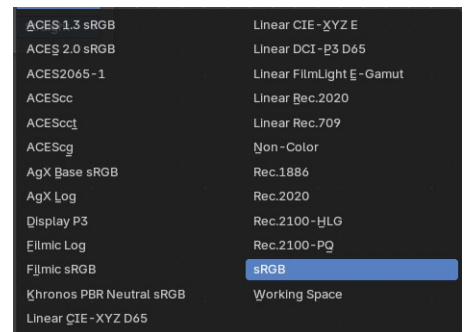 ACES 1.3 sRGB
ACES 2.0 sRGB
ACES2065-1
ACEScc
ACEScct
ACEScg
AgX Base sRGB
AgX Log
Display P3
Filmic Log
Filmic sRGB
Khronos PBR Neutral sRGB
Linear CIE-XYZ D65
Linear CIE-XYZ E
Linear DCI-P3 D65
Linear FilmLight E-Gamut
Linear Rec.2020
Linear Rec.709
Non-Color
Rec.1886
Rec.2020
Rec.2100-HLG
Rec.2100-PQ
sRGB
Working Space